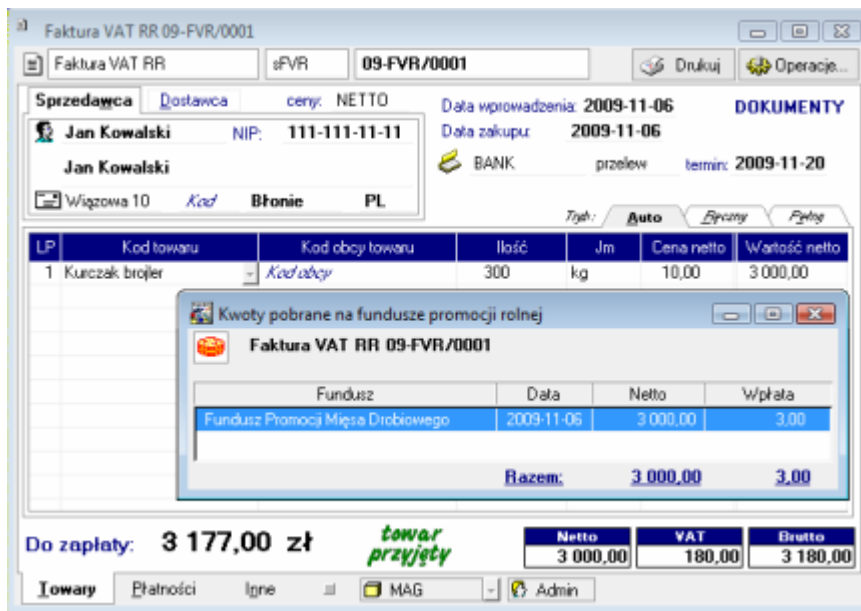 Faktura VAT RR 09-FVR/0001
Faktura VAT RR sFVR 09-FVR/0001 Drukuj Operacje...
Sprzedawca Dostawca ceny: NETTO Data wprowadzenia: 2009-11-06 DOKUMENTY
Jan Kowalski NIP: 111-111-11-11 Data zakupu: 2009-11-06
Jan Kowalski BANK przelew termin: 2009-11-20
Wiązowa 10 Kod Błonie PL
Tryb: Auto Ręczny Pełny
LP Kod towaru Kod obcy towaru Ilość Jm Cena netto Wartość netto
1 Kurczak brojler Kod obcy 300 kg 10,00 3 000,00
Kwoty pobrane na fundusze promocji rolnej
Faktura VAT RR 09-FVR/0001
Fundusz Data Netto Wpłata
Fundusz Promocji Mięsa Drobiowego 2009-11-06 3 000,00 3,00
Razem: 3 000,00 3,00
Do zapłaty: 3 177,00 zł towar przyjęty Netto VAT Brutto
3 000,00 180,00 3 180,00
Towary Płatności Inne MAG Admin